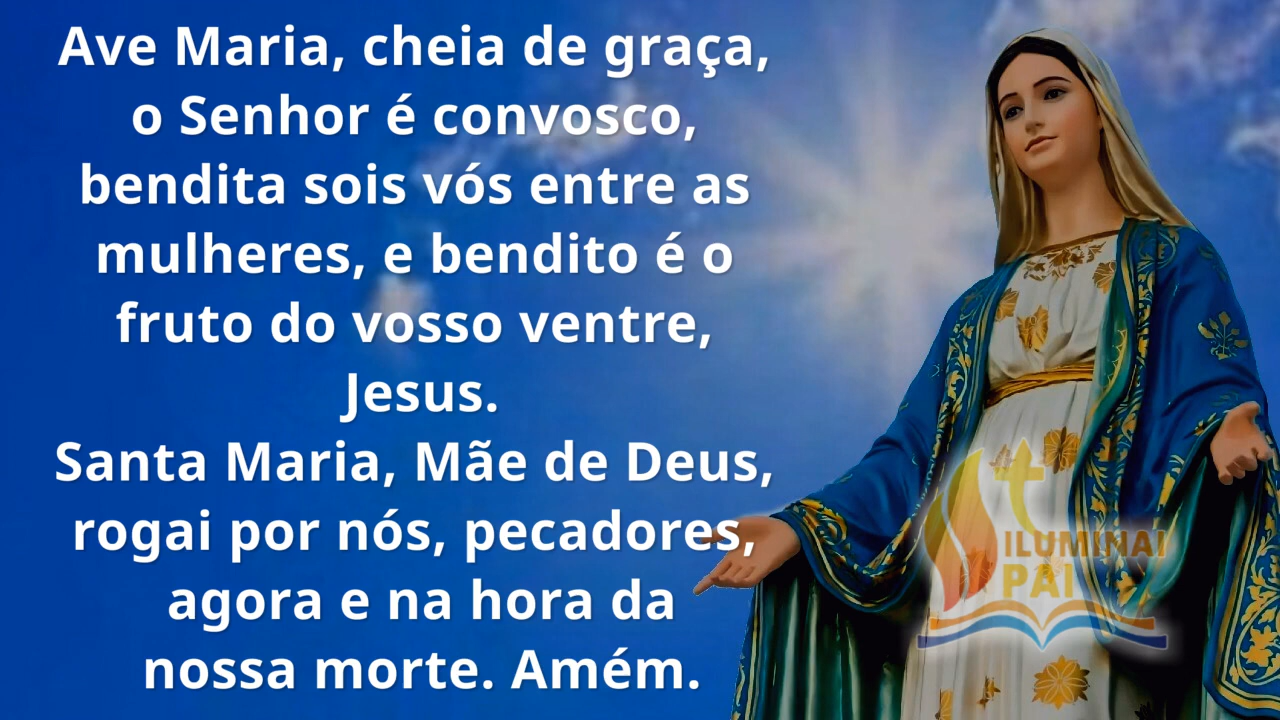 Ave Maria, cheia de graça,
o Senhor é convosco,
bendita sois vós entre as
mulheres, e bendito é o
fruto do vosso ventre,
Jesus.
Santa Maria, Mãe de Deus,
rogai por nós, pecadores,
agora e na hora da
nossa morte. Amém.
ILUMINAI
PAI